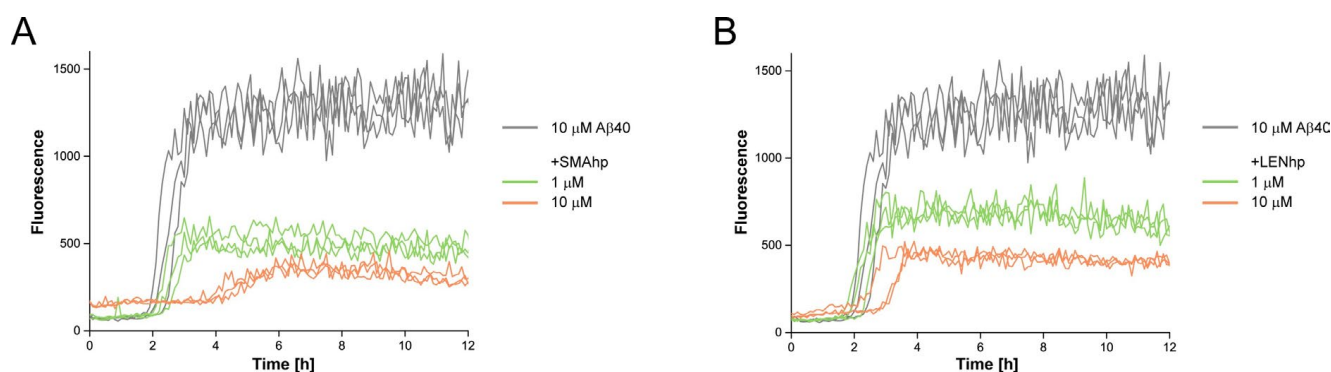 A
1500
1000
500
0
Fluorescence
0 2 4 6 8 10 12
Time [h]
10 μM Aβ40
+SMAhp
1 μM
10 μM
B
1500
1000
500
0
Fluorescence
0 2 4 6 8 10 12
Time [h]
10 μM Aβ4C
+LENhp
1 μM
10 μM